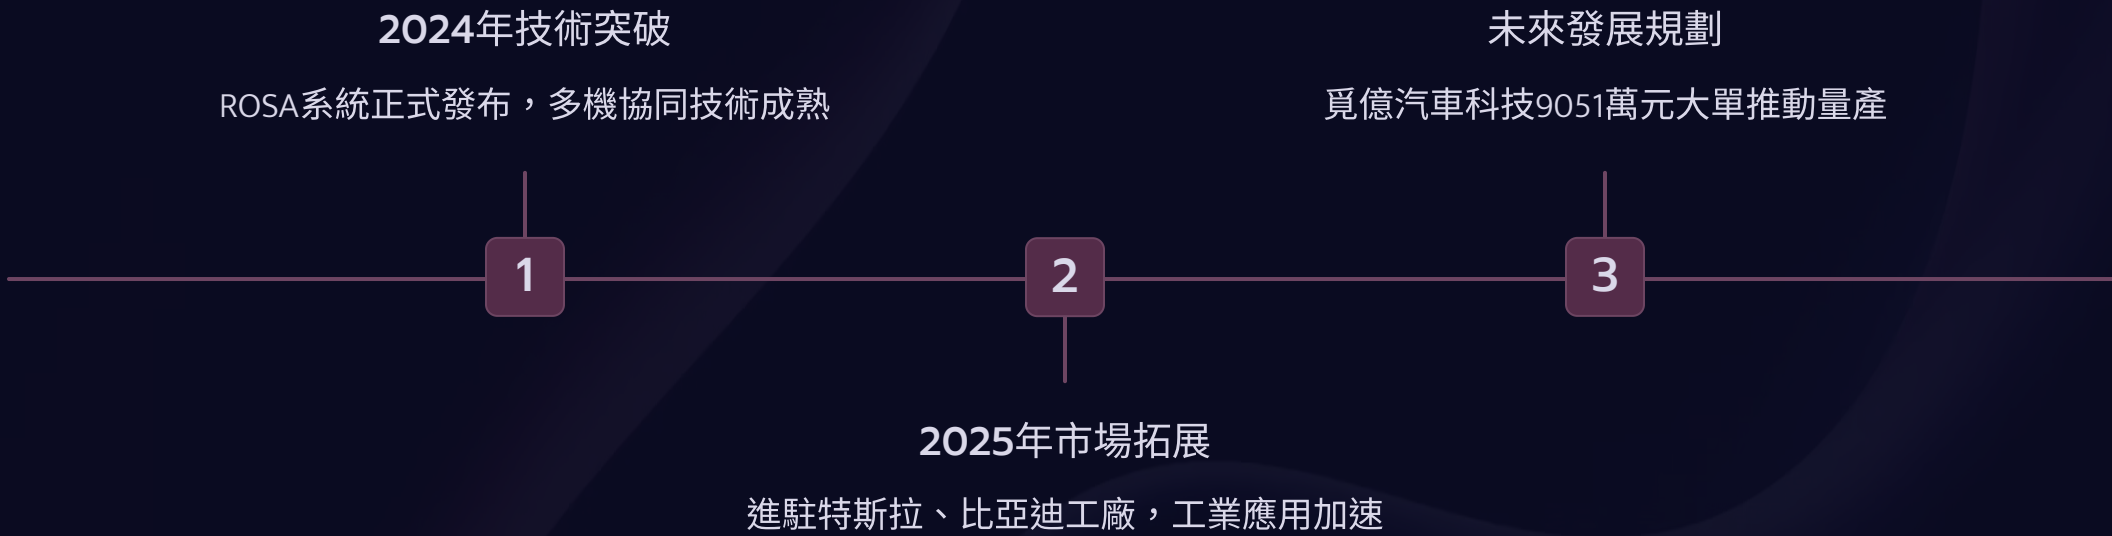 2024年技術突破
ROSA系統正式發布，多機協同技術成熟
未來發展規劃
覓億汽車科技9051萬元大單推動量產
1
2
3
2025年市場拓展
進駐特斯拉、比亞迪工廠，工業應用加速